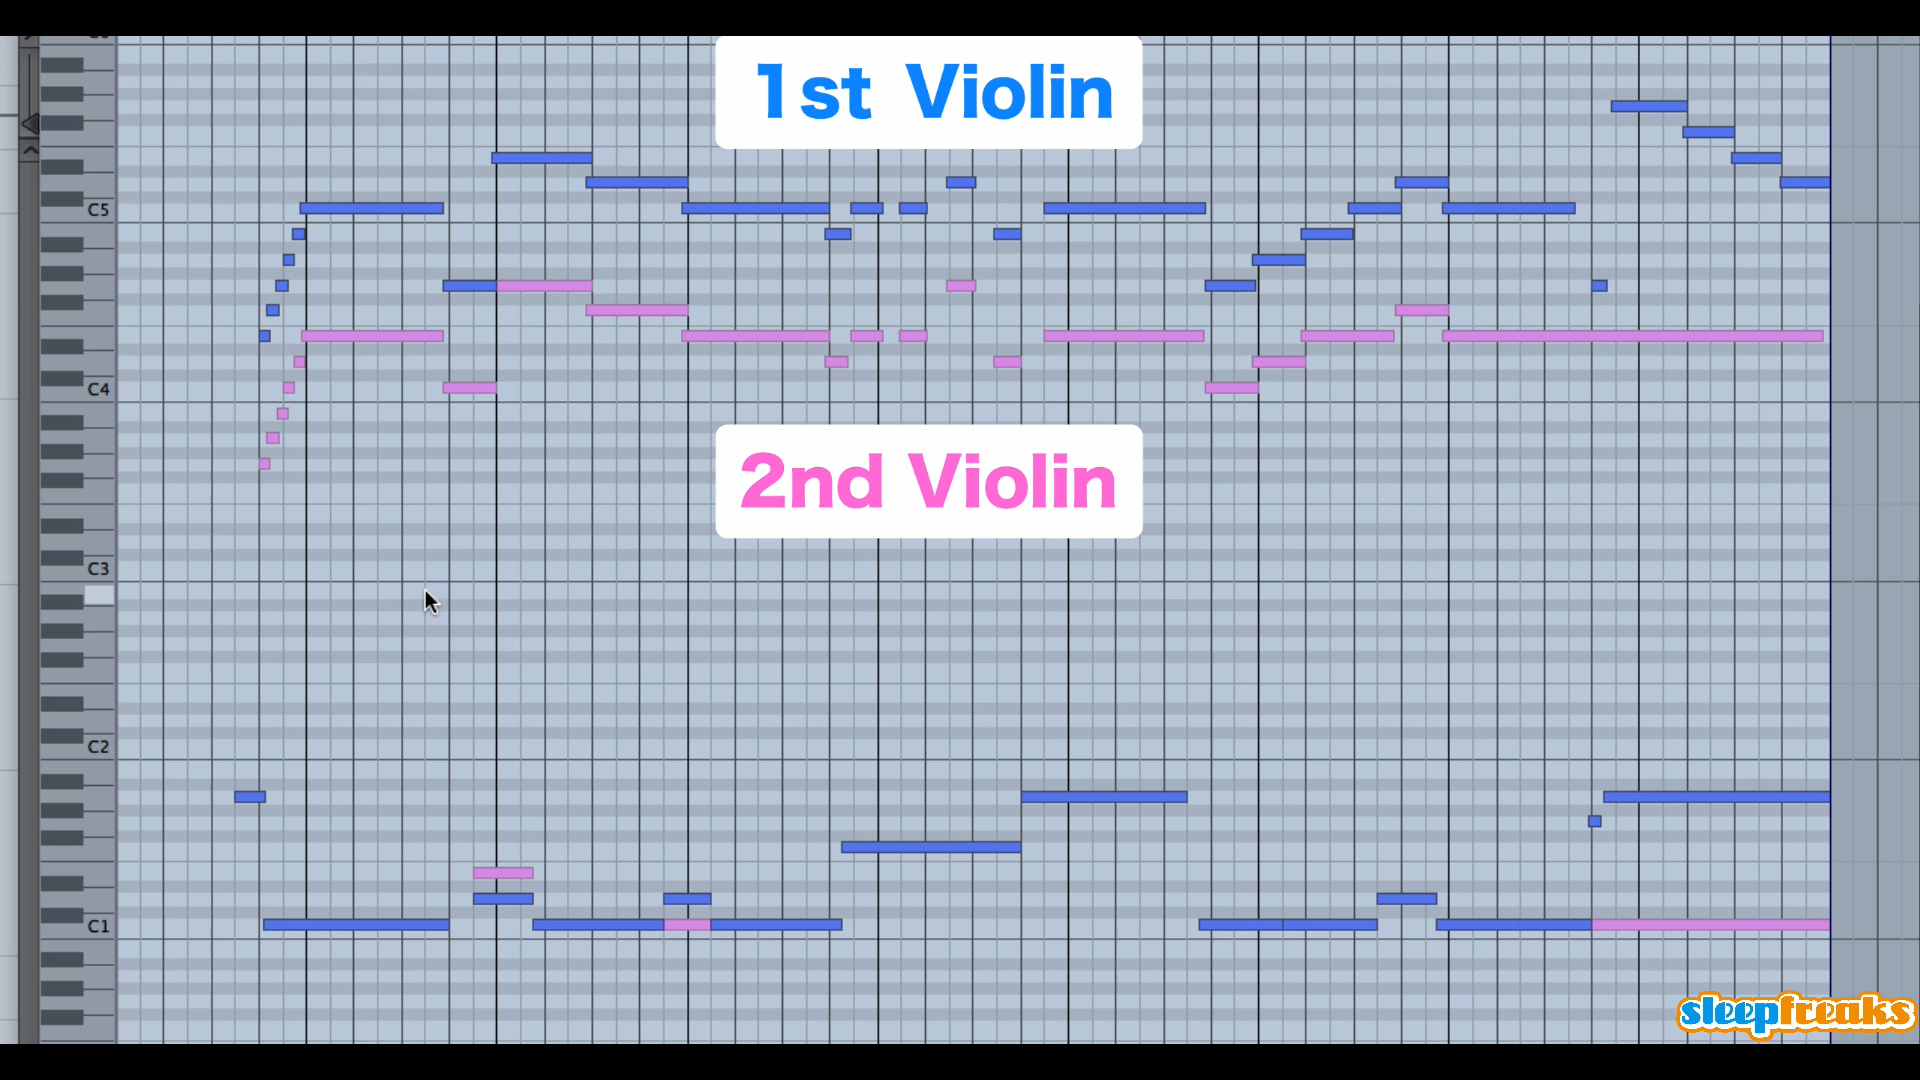 1st Violin
C5
C4
2nd Violin
C3
C2
C1
sleepfreaks